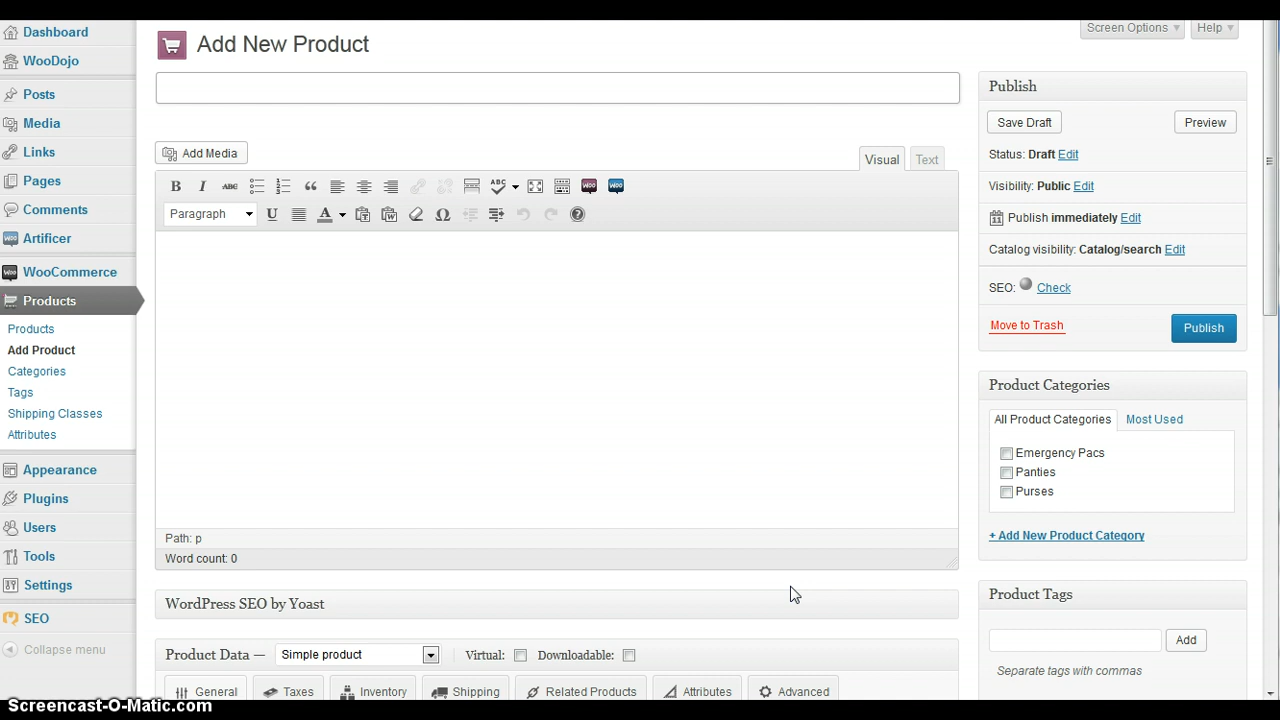 Dashboard
WooDojo
Posts
Media
Links
Pages
Comments
Artificer
WooCommerce
Products
Products
Add Product
Categories
Tags
Shipping Classes
Attributes
Appearance
Plugins
Users
Tools
Settings
SEO
Collapse menu
Screen Options
Help
Add New Product
Add Media
Visual
Text
B I ABC ABC Woo Woo
Paragraph U A
Path: p
Word count: 0
WordPress SEO by Yoast
Product Data — Simple product Virtual: Downloadable:
General Taxes Inventory Shipping Related Products Attributes Advanced
Publish
Save Draft Preview
Status: Draft Edit
Visibility: Public Edit
Publish immediately Edit
Catalog visibility: Catalog/search Edit
SEO: Check
Move to Trash Publish
Product Categories
All Product Categories Most Used
Emergency Pacs
Panties
Purses
+ Add New Product Category
Product Tags
Add
Separate tags with commas
Screencast-O-Matic.com